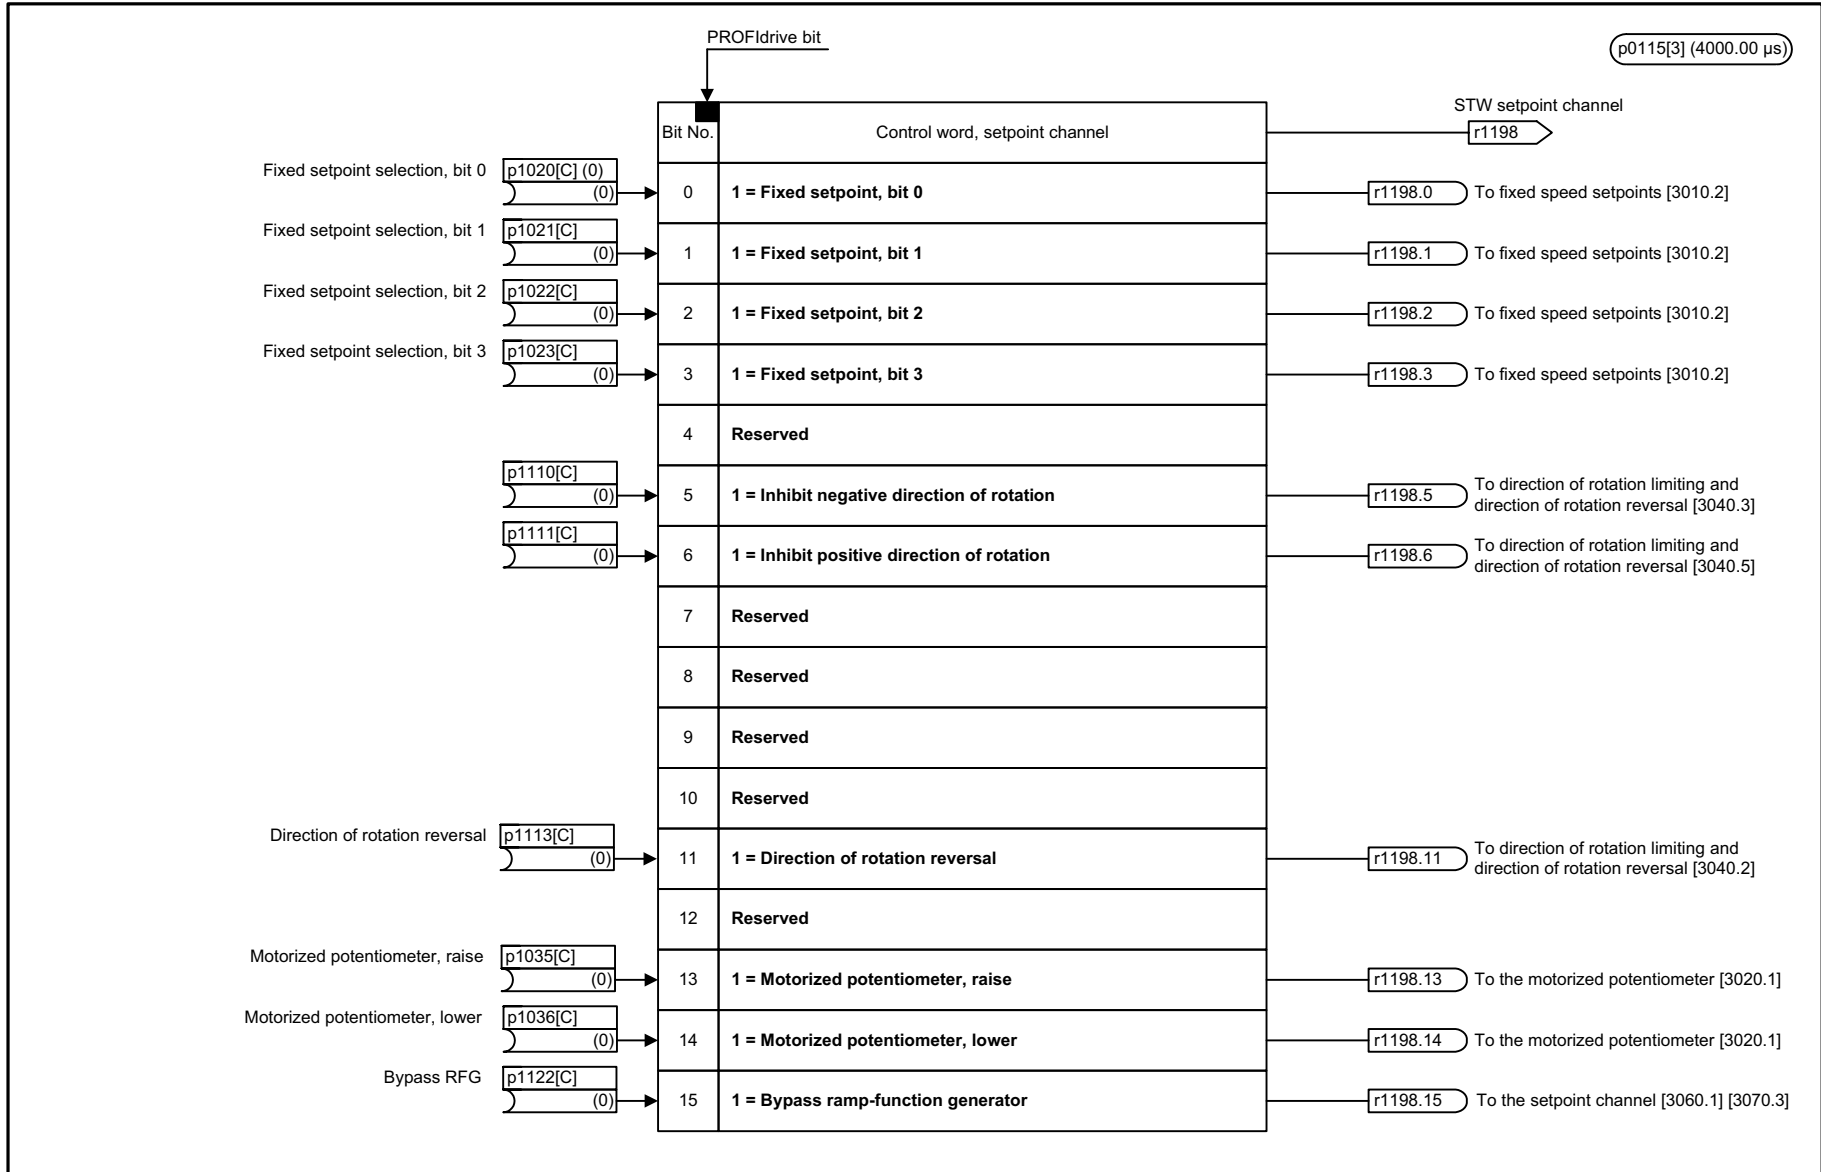 PROFIdrive bit
p0115[3] (4000.00 µs)
STW setpoint channel
Bit No.
Control word, setpoint channel
r1198
Fixed setpoint selection, bit 0
p1020[C] (0)
(0)
0
1 = Fixed setpoint, bit 0
r1198.0
To fixed speed setpoints [3010.2]
Fixed setpoint selection, bit 1
p1021[C]
(0)
1
1 = Fixed setpoint, bit 1
r1198.1
To fixed speed setpoints [3010.2]
Fixed setpoint selection, bit 2
p1022[C]
(0)
2
1 = Fixed setpoint, bit 2
r1198.2
To fixed speed setpoints [3010.2]
Fixed setpoint selection, bit 3
p1023[C]
(0)
3
1 = Fixed setpoint, bit 3
r1198.3
To fixed speed setpoints [3010.2]
4
Reserved
p1110[C]
(0)
5
1 = Inhibit negative direction of rotation
r1198.5
To direction of rotation limiting and
direction of rotation reversal [3040.3]
p1111[C]
(0)
6
1 = Inhibit positive direction of rotation
r1198.6
To direction of rotation limiting and
direction of rotation reversal [3040.5]
7
Reserved
8
Reserved
9
Reserved
10
Reserved
Direction of rotation reversal
p1113[C]
(0)
11
1 = Direction of rotation reversal
r1198.11
To direction of rotation limiting and
direction of rotation reversal [3040.2]
12
Reserved
Motorized potentiometer, raise
p1035[C]
(0)
13
1 = Motorized potentiometer, raise
r1198.13
To the motorized potentiometer [3020.1]
Motorized potentiometer, lower
p1036[C]
(0)
14
1 = Motorized potentiometer, lower
r1198.14
To the motorized potentiometer [3020.1]
Bypass RFG
p1122[C]
(0)
15
1 = Bypass ramp-function generator
r1198.15
To the setpoint channel [3060.1] [3070.3]